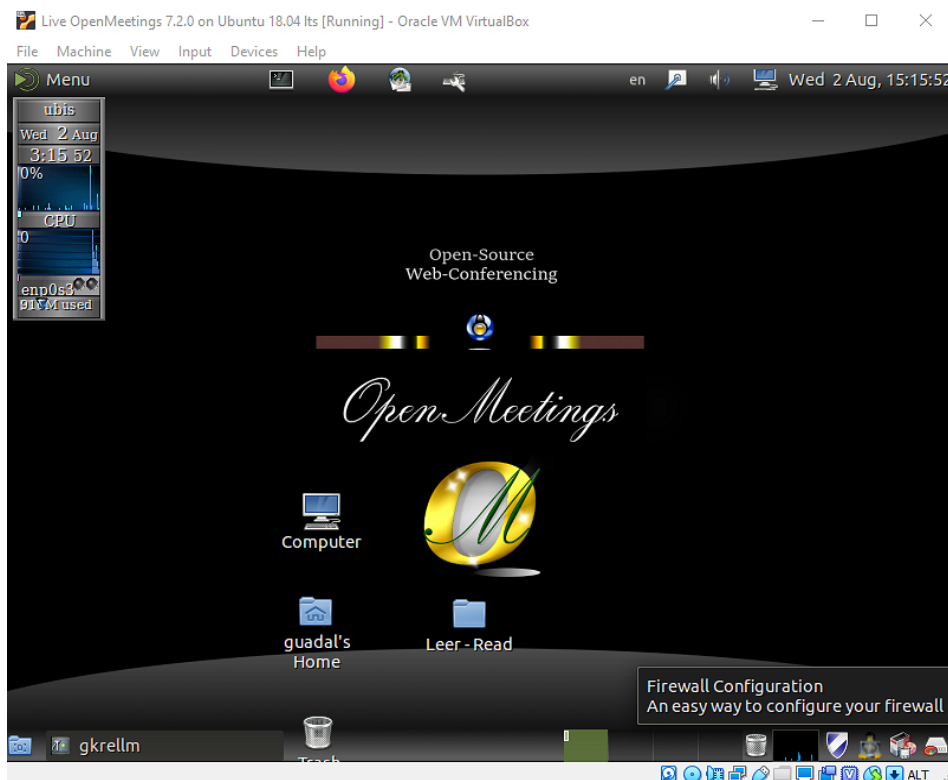 Live OpenMeetings 7.2.0 on Ubuntu 18.04 lts [Running] - Oracle VM VirtualBox
File Machine View Input Devices Help
Menu en Wed 2 Aug, 15:15:52
ubis
Wed 2 Aug
3:15 52
0%
CPU
0
enp0s3
used
Open-Source
Web-Conferencing
OpenMeetings
M
Computer
guadal's
Home
Leer - Read
Firewall Configuration
An easy way to configure your firewall
gkrellm
Trash
ALT